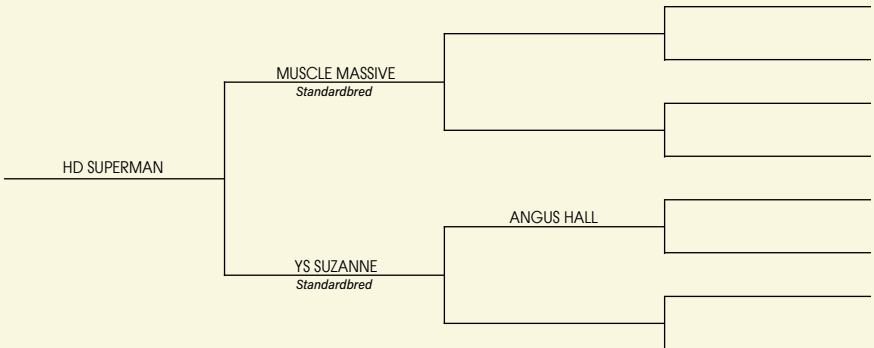 MUSCLE MASSIVE
Standardbred
HD SUPERMAN
ANGUS HALL
YS SUZANNE
Standardbred